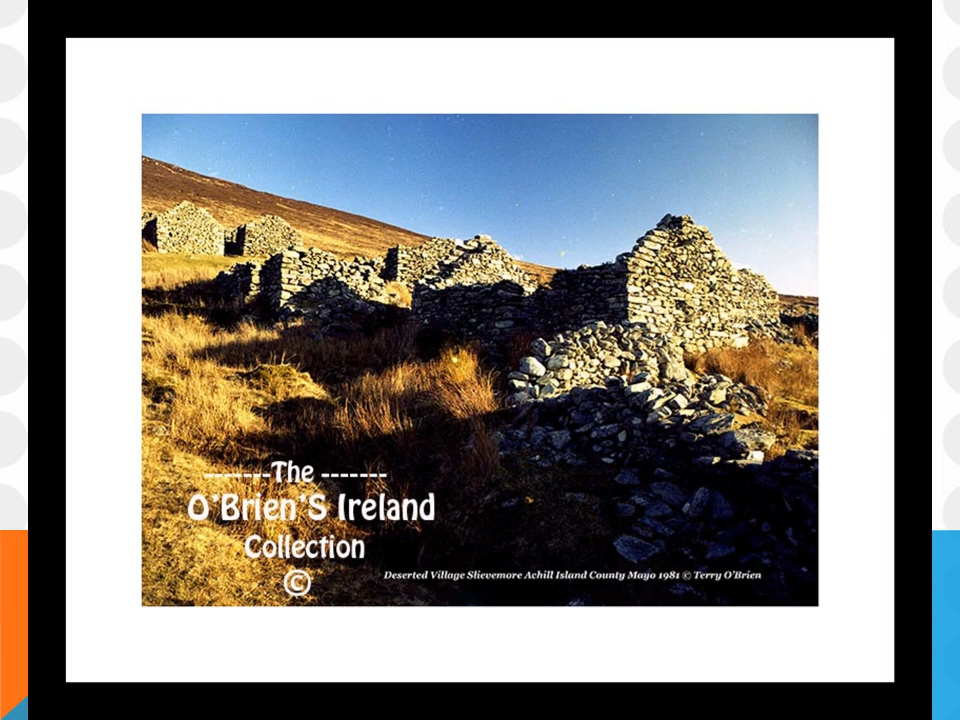 -------The -------
O'Brien'S Ireland
Collection
©
Deserted Village Slievemore Achill Island County Mayo 1981 © Terry O'Brien